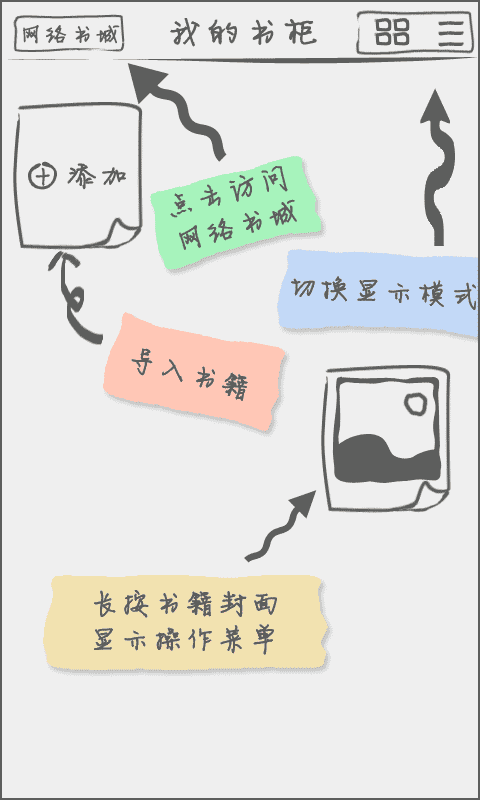 网络书城
我的书柜
添加
点击访问
网络书城
切换显示模式
导入书籍
长按书籍封面
显示操作菜单